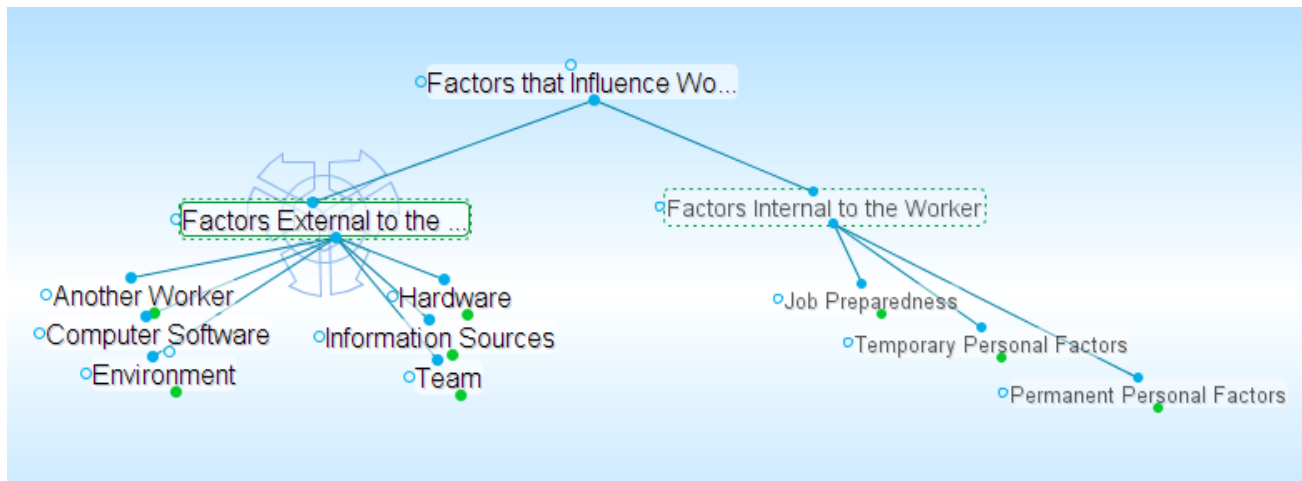 Factors that Influence Wo...
Factors External to the ...
Factors Internal to the Worker
Another Worker
Hardware
Job Preparedness
Computer Software
Information Sources
Temporary Personal Factors
Environment
Team
Permanent Personal Factors